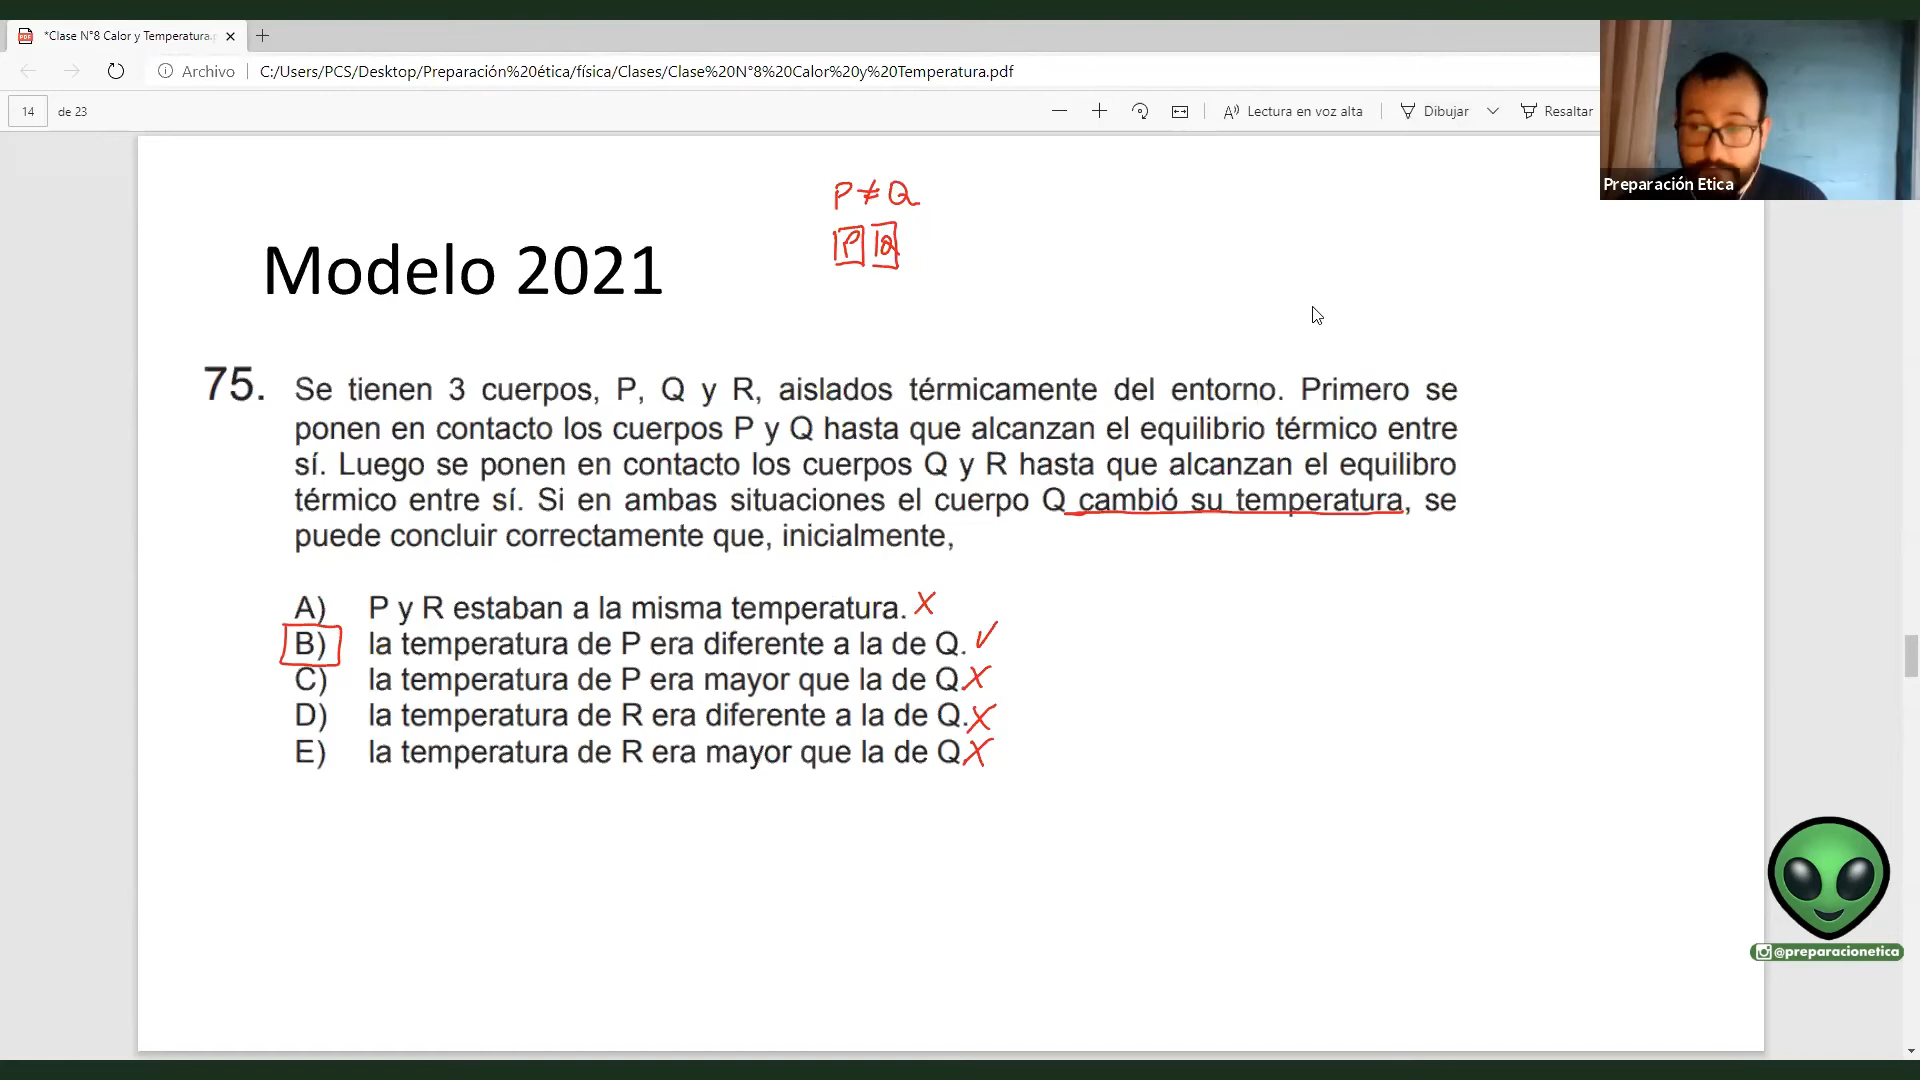 *Clase N°8 Calor y Temperatura.p
Archivo
C:/Users/PCS/Desktop/Preparación%20ética/física/Clases/Clase%20N°8%20Calor%20y%20Temperatura.pdf
14 de 23
Lectura en voz alta
Dibujar
Resaltar
Preparación Etica
P ≠ Q
P Q
Modelo 2021
75. Se tienen 3 cuerpos, P, Q y R, aislados térmicamente del entorno. Primero se
ponen en contacto los cuerpos P y Q hasta que alcanzan el equilibrio térmico entre
sí. Luego se ponen en contacto los cuerpos Q y R hasta que alcanzan el equilibro
térmico entre sí. Si en ambas situaciones el cuerpo Q cambió su temperatura, se
puede concluir correctamente que, inicialmente,
A) P y R estaban a la misma temperatura. X
B) la temperatura de P era diferente a la de Q. ✓
C) la temperatura de P era mayor que la de Q. X
D) la temperatura de R era diferente a la de Q. X
E) la temperatura de R era mayor que la de Q. X
@preparacionetica